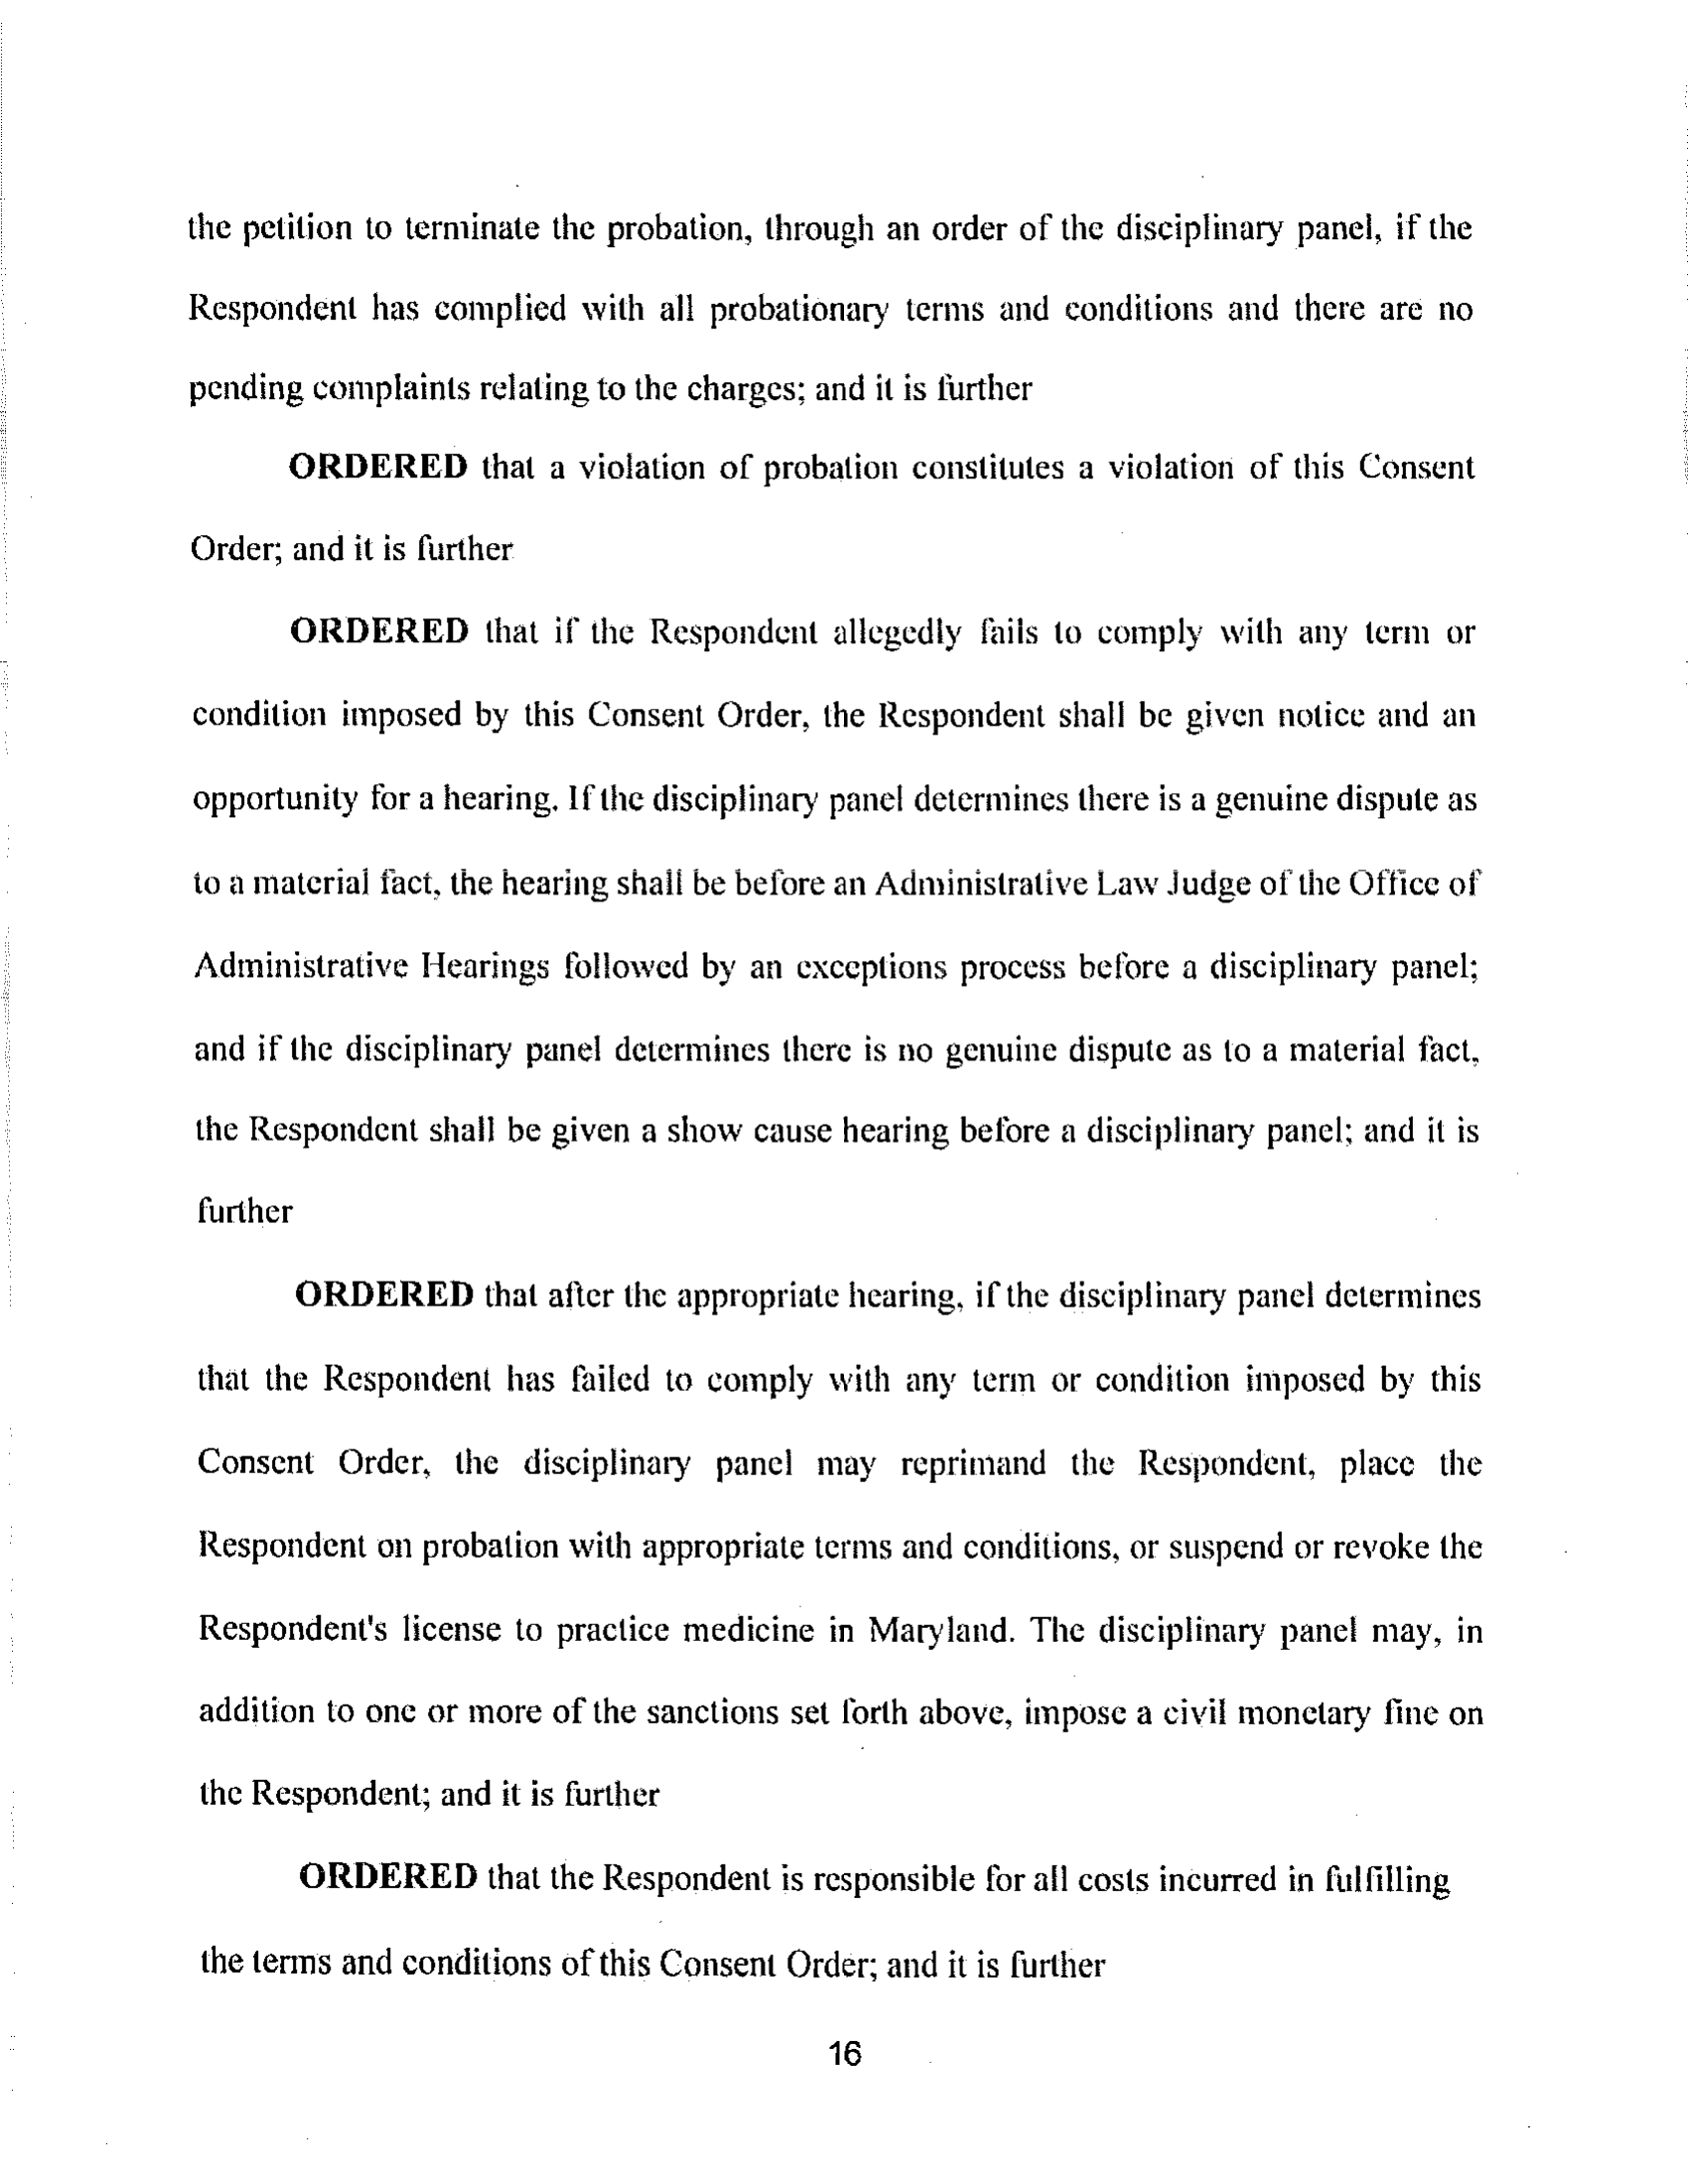 the petition to terminate the probation, through an order of the disciplinary panel, if the
Respondent has complied with all probationary terms and conditions and there are no
pending complaints relating to the charges; and it is further
ORDERED that a violation of probation constitutes a violation of this Consent
Order; and it is further
ORDERED that if the Respondent allegedly fails to comply with any term or
condition imposed by this Consent Order, the Respondent shall be given notice and an
opportunity for a hearing. If the disciplinary panel determines there is a genuine dispute as
to a material fact, the hearing shall be before an Administrative Law Judge of the Office of
Administrative Hearings followed by an exceptions process before a disciplinary panel;
and if the disciplinary panel determines there is no genuine dispute as to a material fact,
the Respondent shall be given a show cause hearing before a disciplinary panel; and it is
further
ORDERED that after the appropriate hearing, if the disciplinary panel determines
that the Respondent has failed to comply with any term or condition imposed by this
Consent Order, the disciplinary panel may reprimand the Respondent, place the
Respondent on probation with appropriate terms and conditions, or suspend or revoke the
Respondent's license to practice medicine in Maryland. The disciplinary panel may, in
addition to one or more of the sanctions set forth above, impose a civil monetary fine on
the Respondent; and it is further
ORDERED that the Respondent is responsible for all costs incurred in fulfilling
the terms and conditions of this Consent Order; and it is further
16